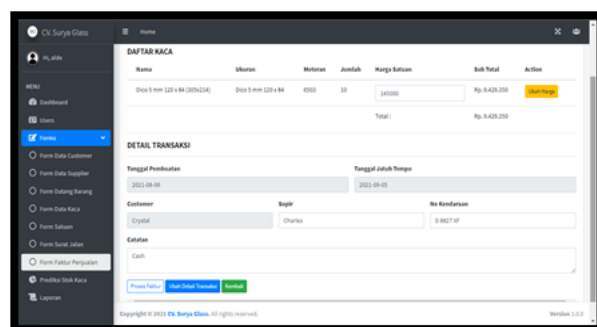 CV. Surya Glass
Home
Hi, alde
MENU
Dashboard
Users
Forms
Form Data Customer
Form Data Supplier
Form Datang Barang
Form Data Kaca
Form Satuan
Form Surat Jalan
Form Faktur Penjualan
Prediksi Stok Kaca
Laporan
DAFTAR KACA
Nama Ukuran Meteran Jumlah Harga Satuan Sub Total Action
Dice 5 mm 120 x 84 (305x214) Dice 5 mm 120 x 84 6503 10 145000 Rp. 9.429.350 Ubah Harga
Total : Rp. 9.429.350
DETAIL TRANSAKSI
Tanggal Pembuatan Tanggal Jatuh Tempo
2021-08-08 2021-09-05
Customer Sopir No Kendaraan
Crystal Charles D 8827 XF
Catatan
Cash
Proses Faktur Ubah Detail Transaksi Kembali
Copyright © 2021 CV. Surya Glass. All rights reserved. Version 1.0.0